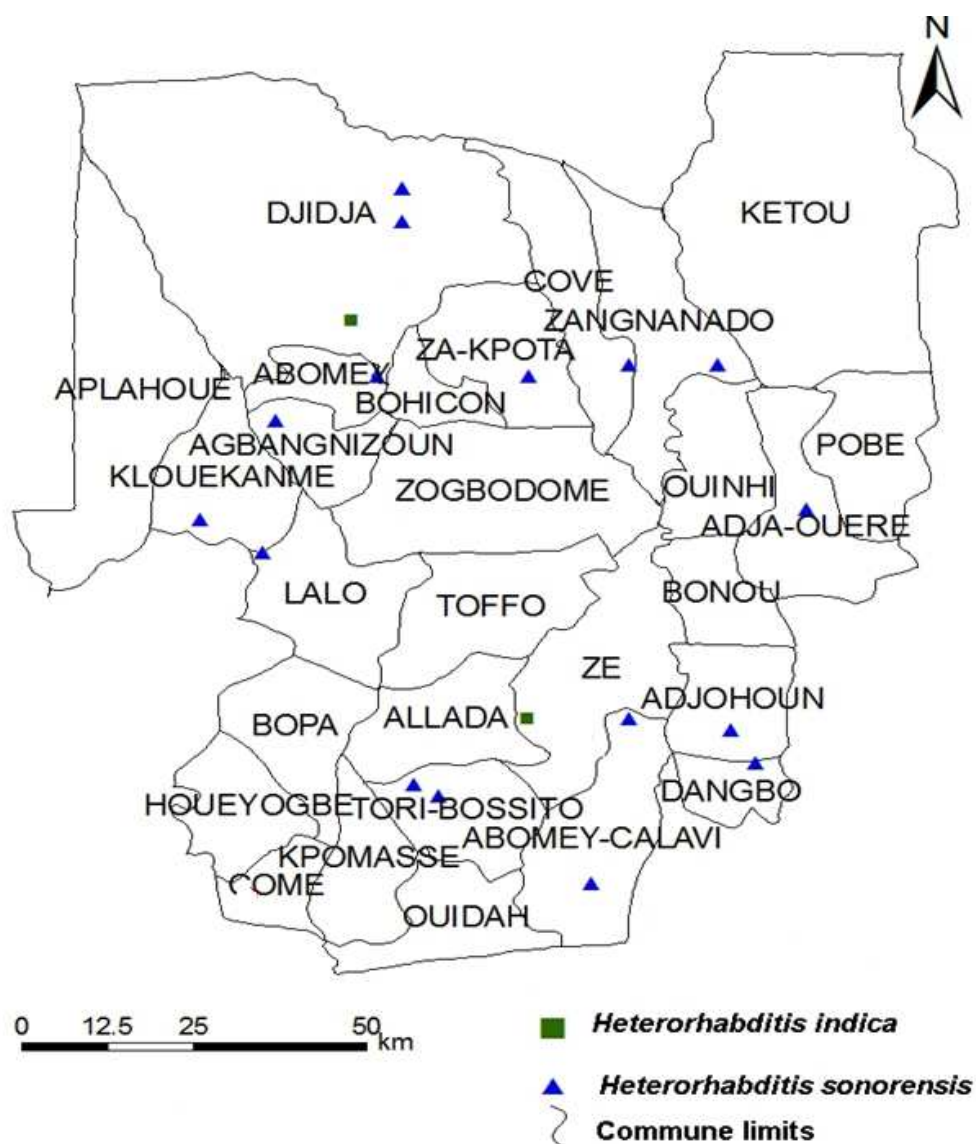 N
DJIDJA
KETOU
COVE
ZANGNANADO
ZA-KPOTA
ABOMEY
APLAHOUE
BOHICON
AGBANGNIZOUN
POBE
KLOUEKANME
ZOGBODOME
OUINHI
ADJA-OUERE
LALO
TOFFO
BONOU
ZE
ADJOHOUN
BOPA
ALLADA
DANGBO
HOUEYOGBE
TORI-BOSSITO
ABOMEY-CALAVI
KPOMASSE
COME
OUIDAH
0 12.5 25 50
km
Heterorhabditis indica
Heterorhabditis sonorensis
Commune limits